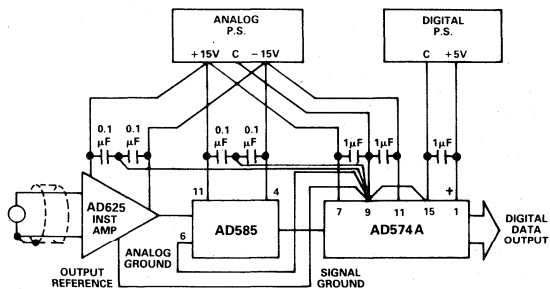 ANALOG
P.S.
+15V C -15V
DIGITAL
P.S.
C +5V
0.1
µF
0.1
µF
0.1
µF
0.1
µF
1µF
1µF
1µF
AD625
INST
AMP
11
4
6
AD585
7 9 11 15 1
+
AD574A
DIGITAL
DATA
OUTPUT
ANALOG
GROUND
OUTPUT
REFERENCE
SIGNAL
GROUND